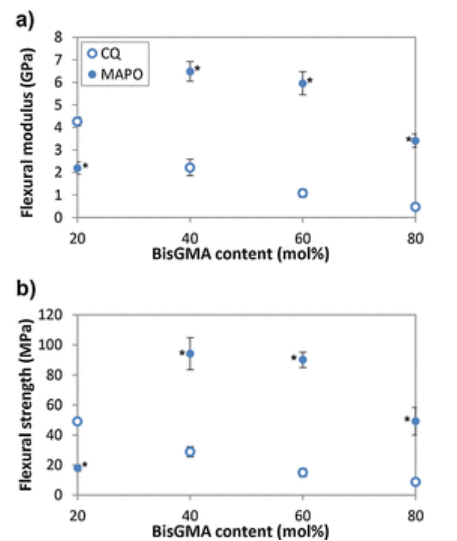 a)
Flexural modulus (GPa)
8
7
6
5
4
3
2
1
0
CQ
MAPO
*
*
*
*
20 40 60 80
BisGMA content (mol%)
b)
Flexural strength (MPa)
120
100
80
60
40
20
0
*
*
*
*
20 40 60 80
BisGMA content (mol%)